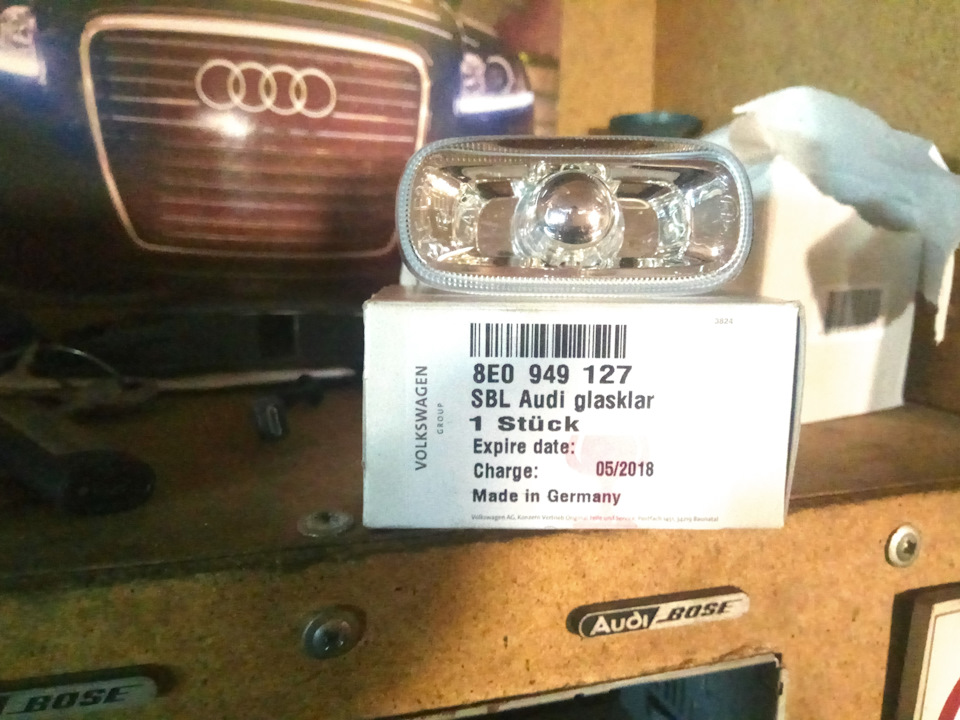 3824
8E0 949 127
SBL Audi glasklar
1 Stück
Expire date:
Charge: 05/2018
Made in Germany
VOLKSWAGEN
GROUP
Audi BOSE
BOSE